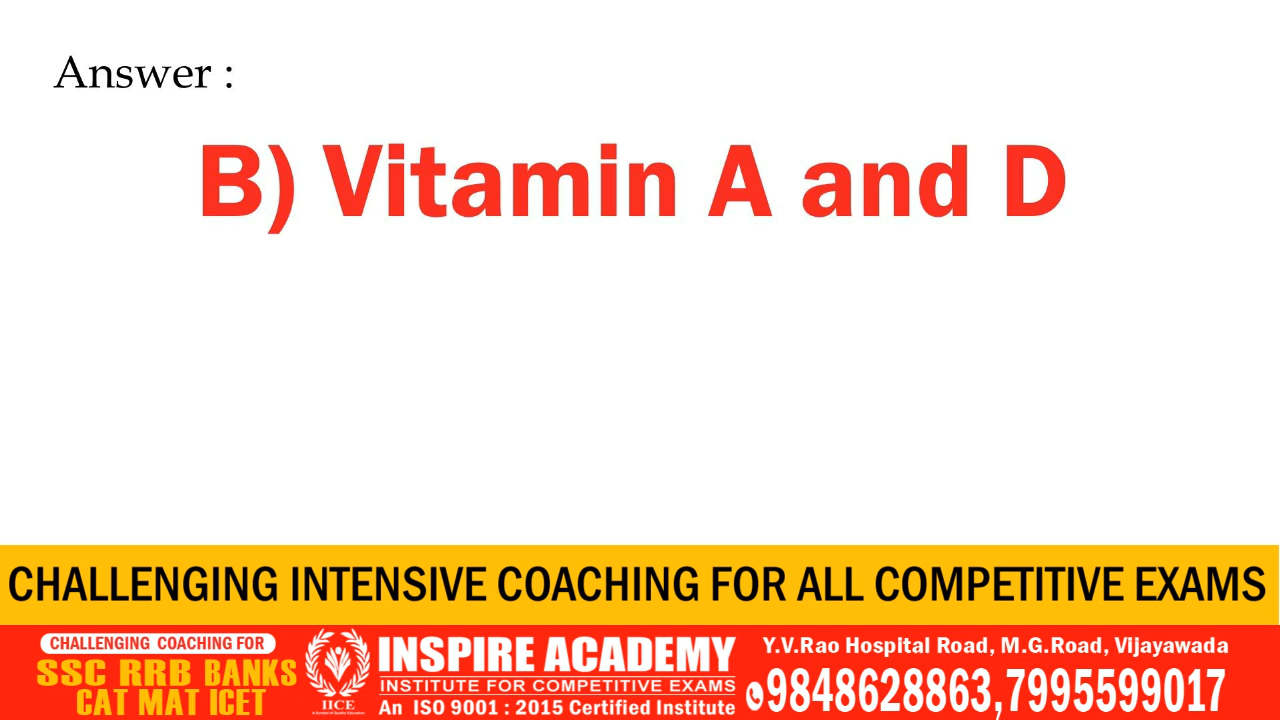 Answer :
B) Vitamin A and D
CHALLENGING INTENSIVE COACHING FOR ALL COMPETITIVE EXAMS
CHALLENGING COACHING FOR
SSC RRB BANKS
CAT MAT ICET
IICE
INSPIRE ACADEMY
INSTITUTE FOR COMPETITIVE EXAMS
An ISO 9001 : 2015 Certified Institute
Y.V.Rao Hospital Road, M.G.Road, Vijayawada
9848628863,7995599017